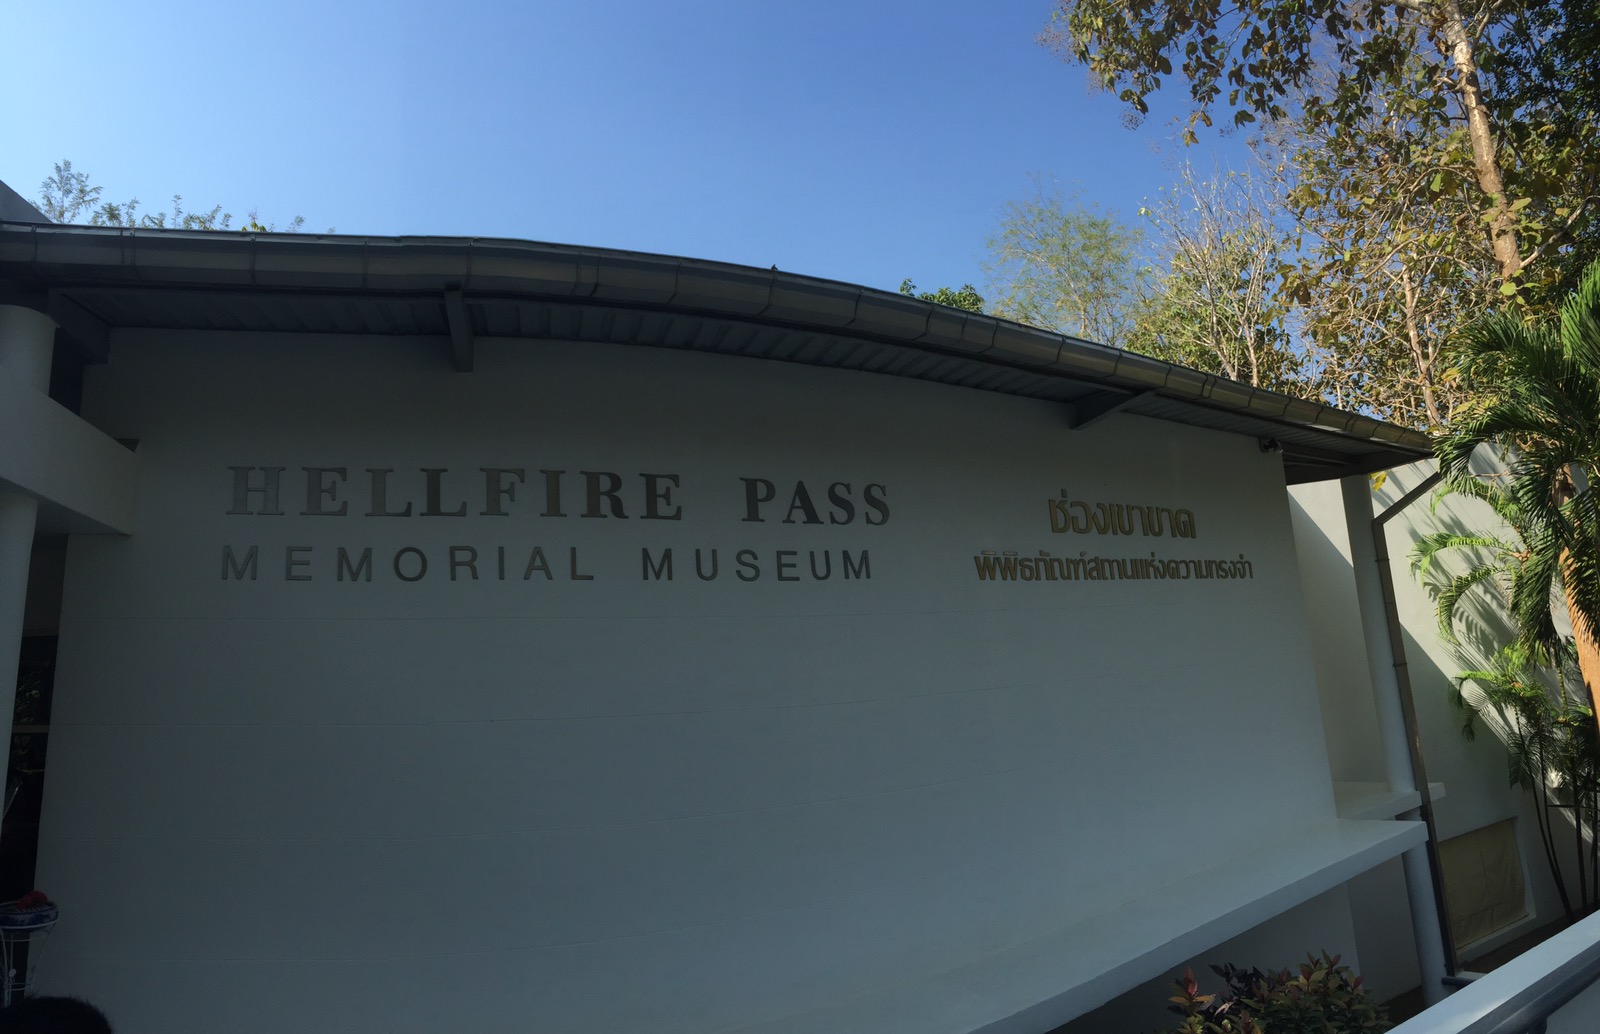 HELLFIRE PASS
MEMORIAL MUSEUM
ช่องเขาขาด
พิพิธภัณฑ์สถานแห่งความทรงจำ